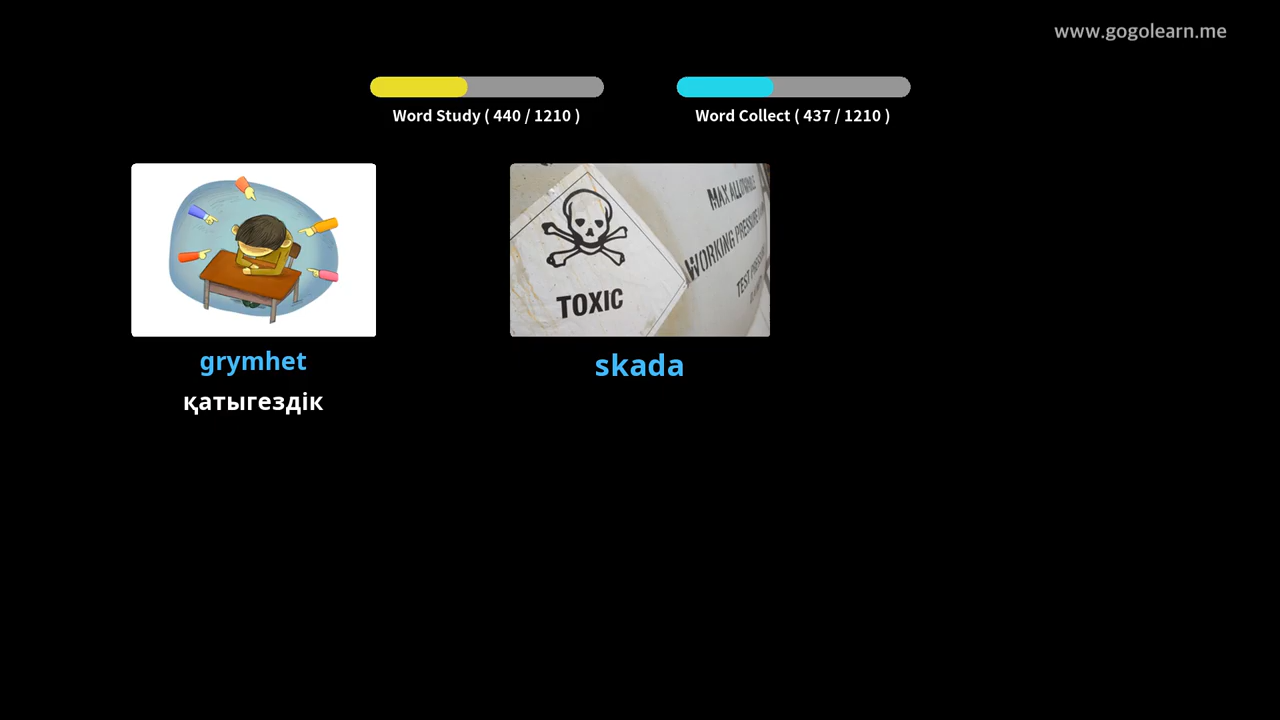 www.gogolearn.me
Word Study ( 440 / 1210 )
Word Collect ( 437 / 1210 )
TOXIC
MAX ALLOWABLE
WORKING PRESSURE
TEST PRESS
grymhet
skada
қатыгездік